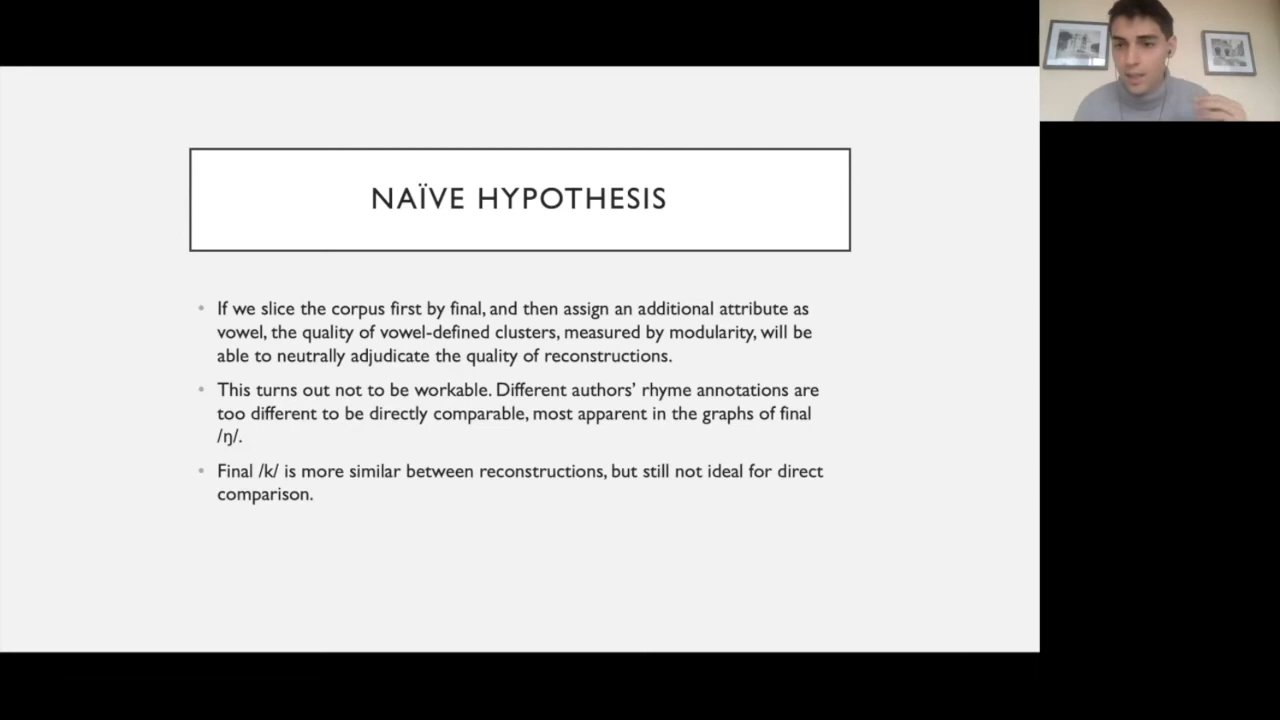 NAÏVE HYPOTHESIS
• If we slice the corpus first by final, and then assign an additional attribute as
vowel, the quality of vowel-defined clusters, measured by modularity, will be
able to neutrally adjudicate the quality of reconstructions.
• This turns out not to be workable. Different authors’ rhyme annotations are
too different to be directly comparable, most apparent in the graphs of final
/ŋ/.
• Final /k/ is more similar between reconstructions, but still not ideal for direct
comparison.